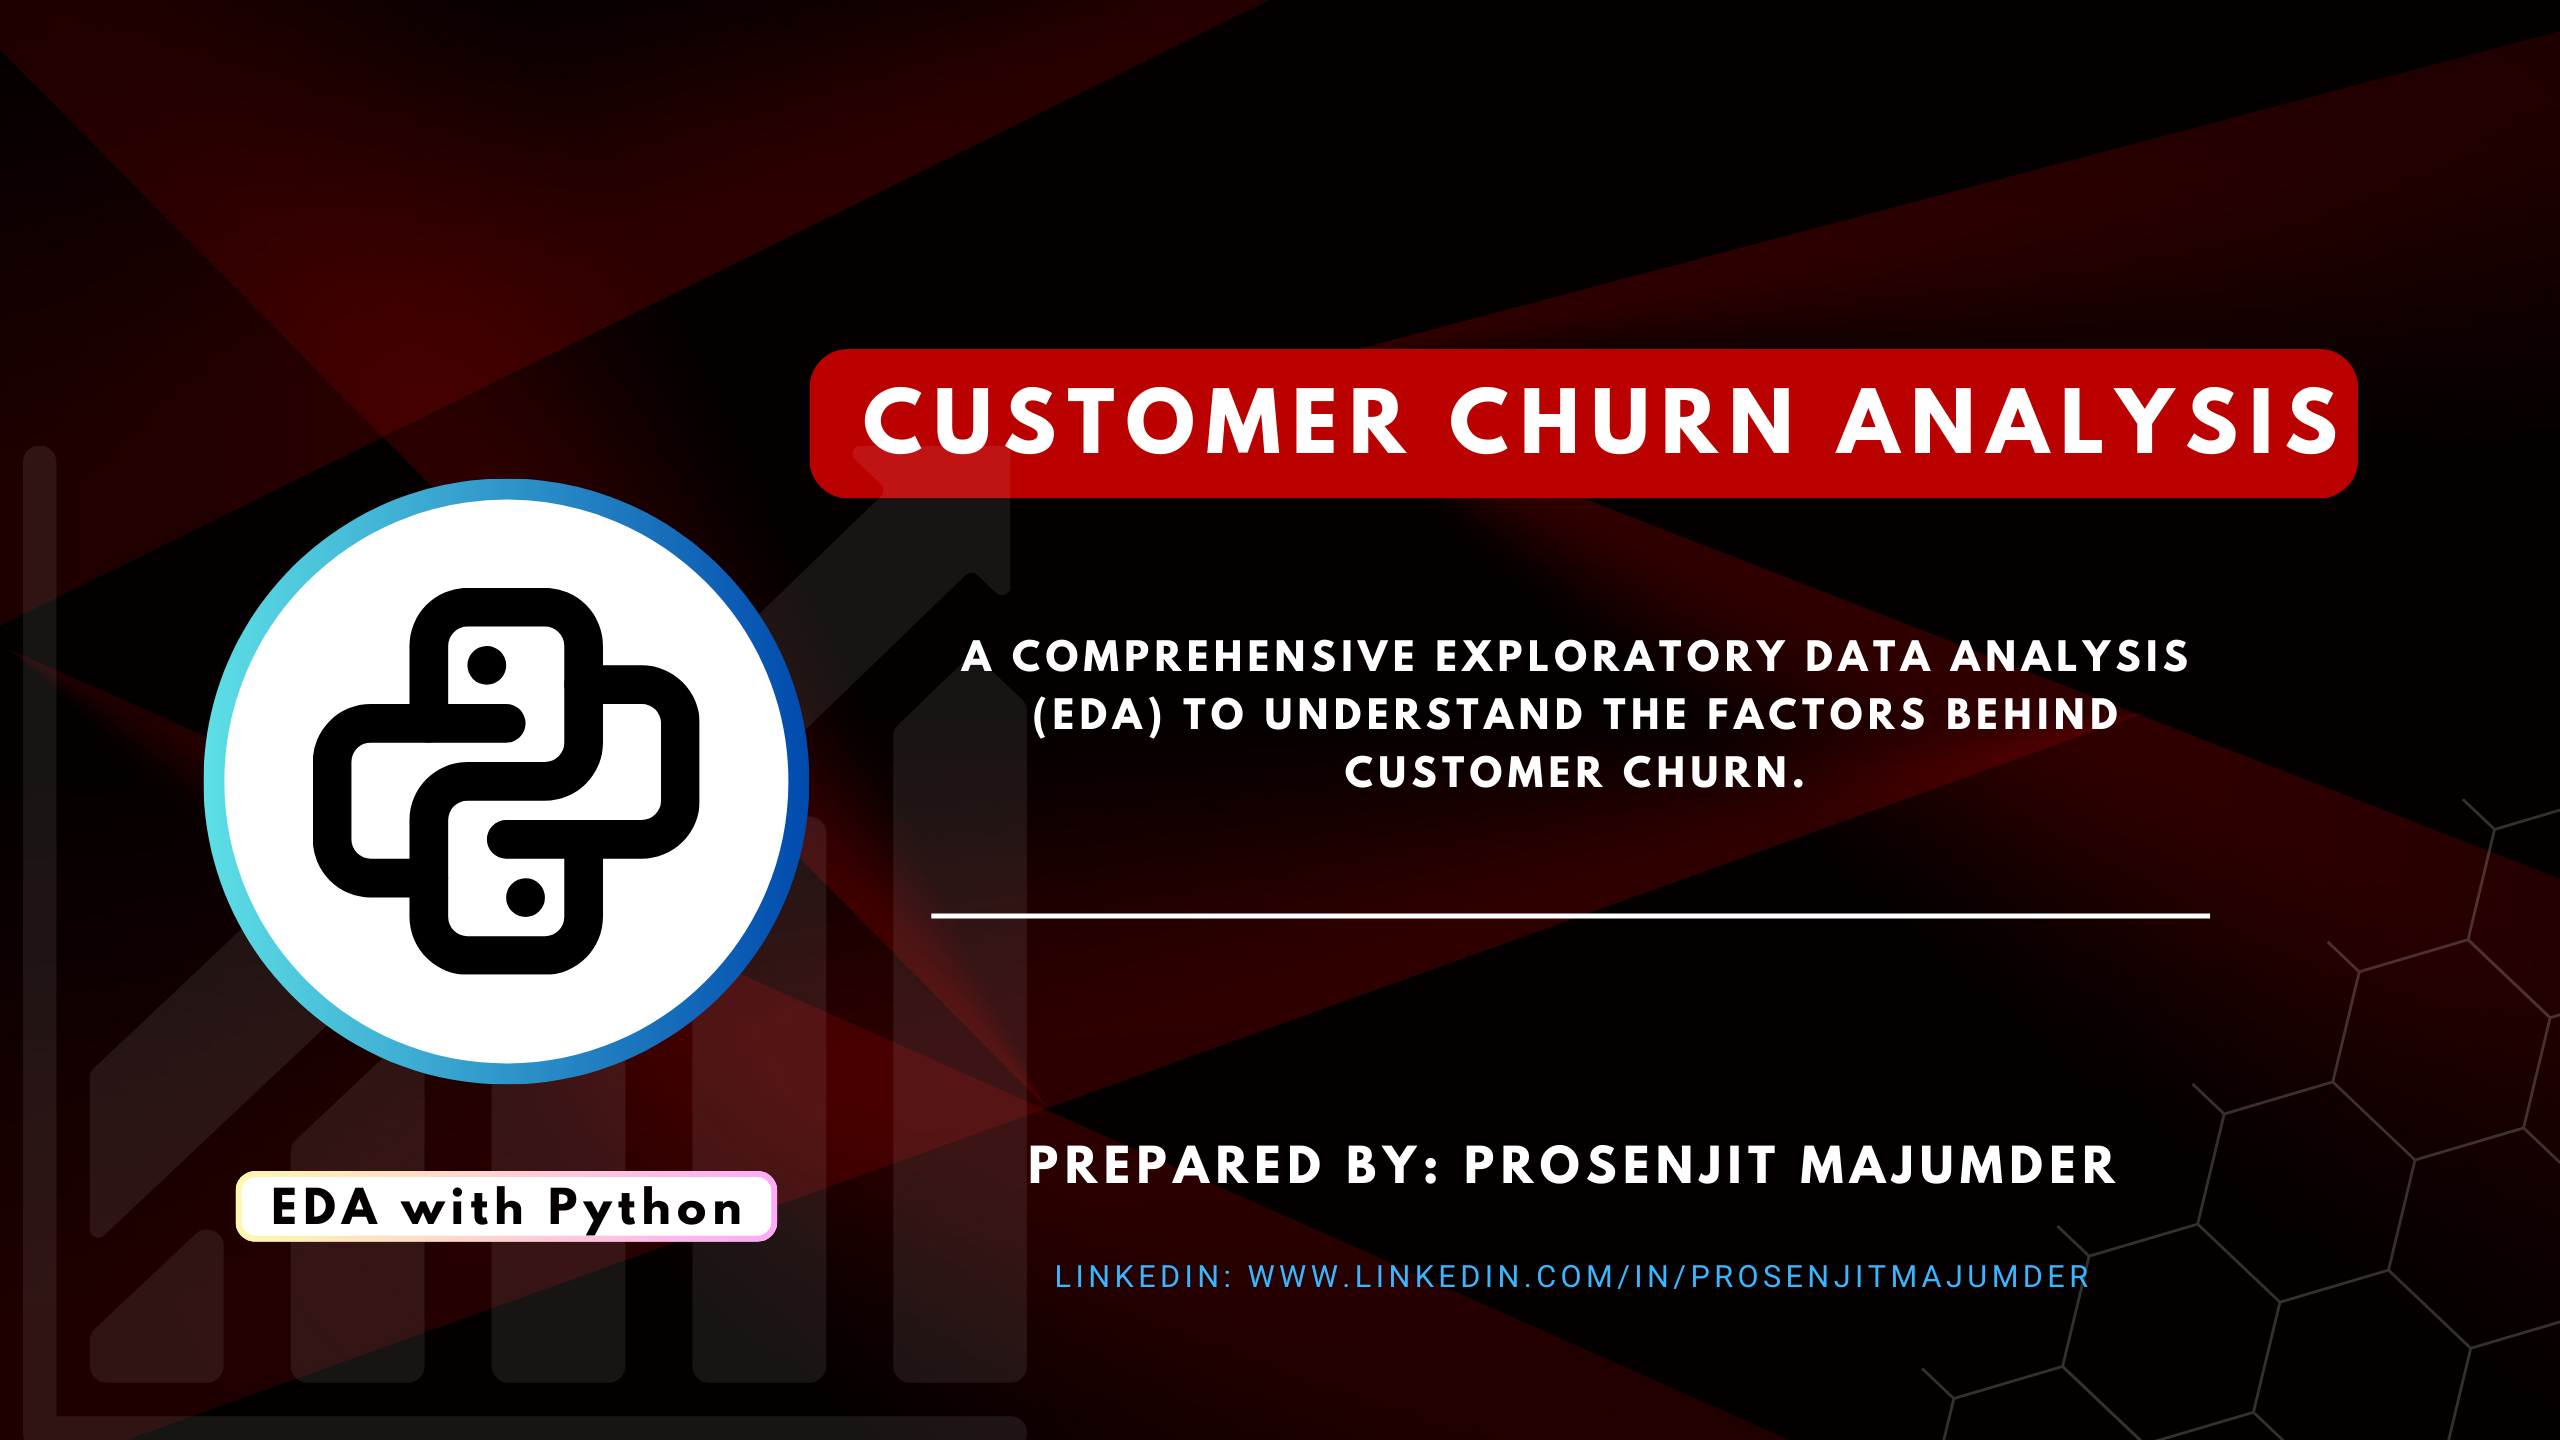 CUSTOMER CHURN ANALYSIS
A COMPREHENSIVE EXPLORATORY DATA ANALYSIS
(EDA) TO UNDERSTAND THE FACTORS BEHIND
CUSTOMER CHURN.
EDA with Python
PREPARED BY: PROSENJIT MAJUMDER
LINKEDIN: WWW.LINKEDIN.COM/IN/PROSENJITMAJUMDER